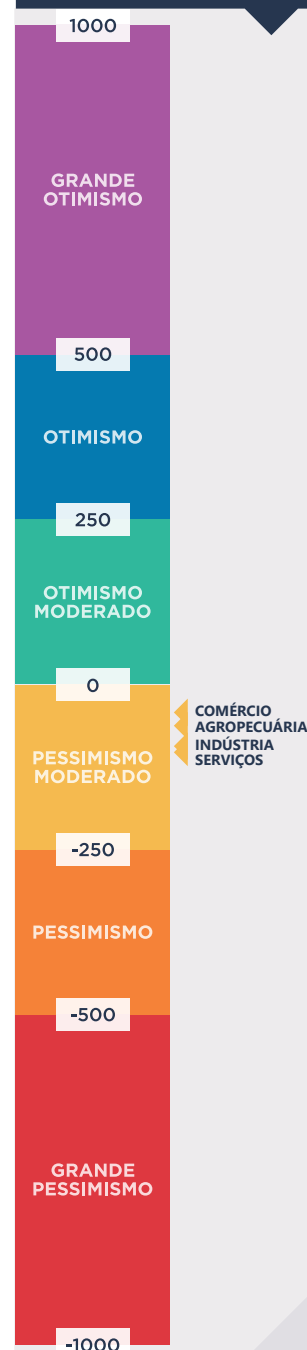 1000
GRANDE
OTIMISMO
500
OTIMISMO
250
OTIMISMO
MODERADO
0
COMÉRCIO
AGROPECUÁRIA
INDÚSTRIA
SERVIÇOS
PESSIMISMO
MODERADO
-250
PESSIMISMO
-500
GRANDE
PESSIMISMO
-1000